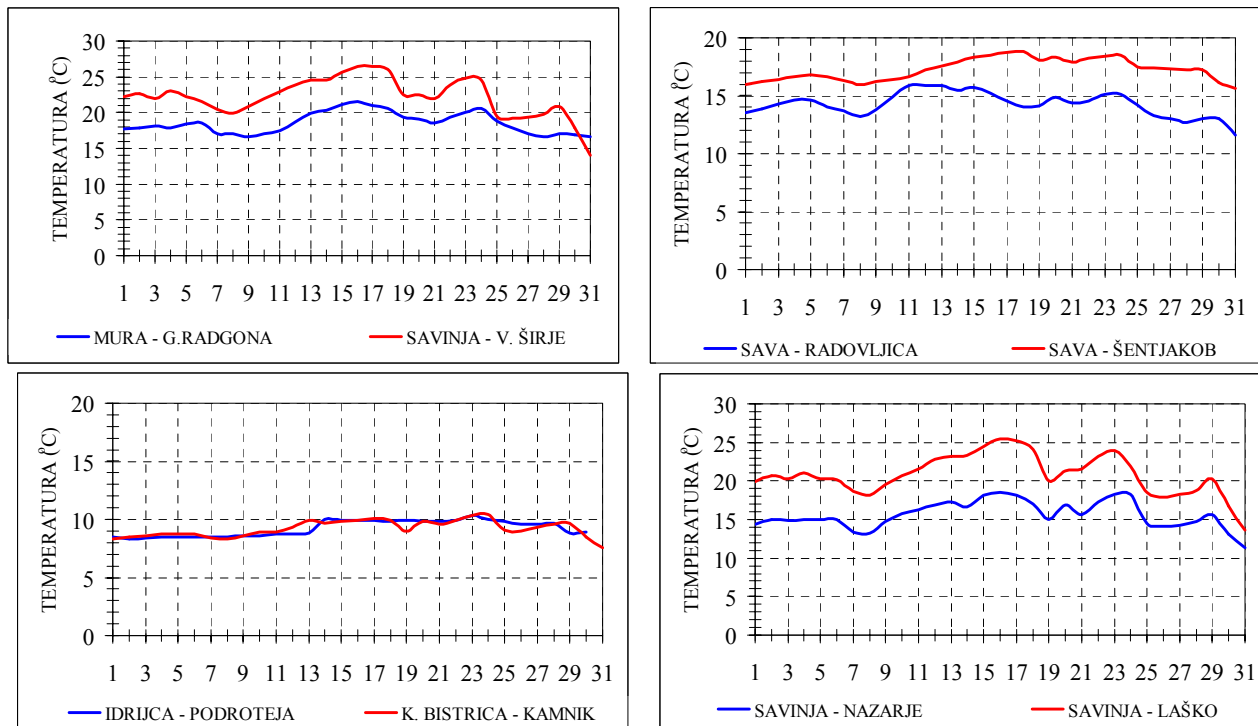 TEMPERATURA (°C)
30
25
20
15
10
5
0
1 3 5 7 9 11 13 15 17 19 21 23 25 27 29 31
MURA - G.RADGONA SAVINJA - V. ŠIRJE
TEMPERATURA (°C)
20
15
10
5
0
1 3 5 7 9 11 13 15 17 19 21 23 25 27 29 31
SAVA - RADOVLJICA SAVA - ŠENTJAKOB
TEMPERATURA (°C)
20
15
10
5
0
1 3 5 7 9 11 13 15 17 19 21 23 25 27 29 31
IDRIJCA - PODROTEJA K. BISTRICA - KAMNIK
TEMPERATURA (°C)
30
25
20
15
10
5
0
1 3 5 7 9 11 13 15 17 19 21 23 25 27 29 31
SAVINJA - NAZARJE SAVINJA - LAŠKO